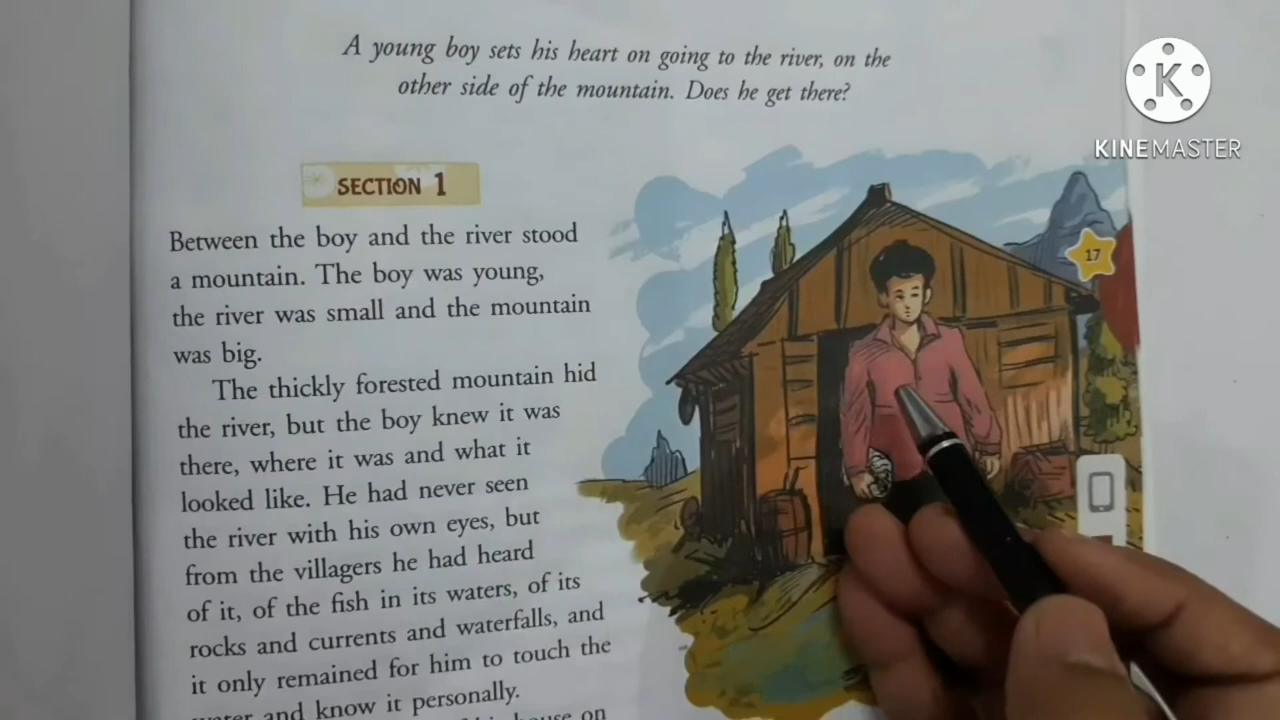 A young boy sets his heart on going to the river, on the
other side of the mountain. Does he get there?
K
KINEMASTER
SECTION 1
Between the boy and the river stood
a mountain. The boy was young,
the river was small and the mountain
was big.
17
The thickly forested mountain hid
the river, but the boy knew it was
there, where it was and what it
looked like. He had never seen
the river with his own eyes, but
from the villagers he had heard
of it, of the fish in its waters, of its
rocks and currents and waterfalls, and
it only remained for him to touch the
water and know it personally.
house on